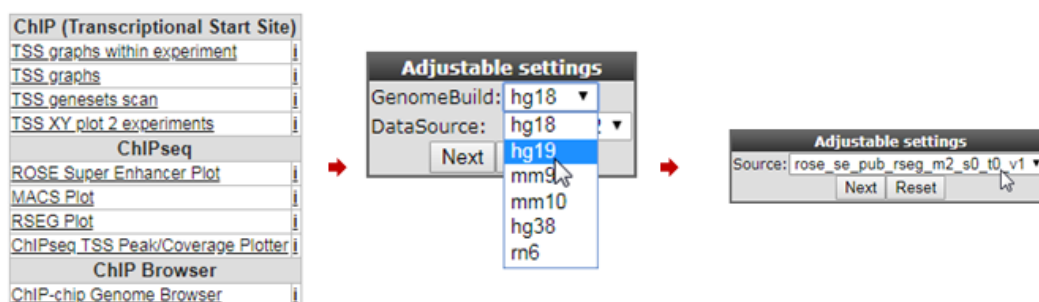 ChIP (Transcriptional Start Site)
TSS graphs within experiment i
TSS graphs i
TSS genesets scan i
TSS XY plot 2 experiments i
ChIPseq
ROSE Super Enhancer Plot i
MACS Plot i
RSEG Plot i
ChIPseq TSS Peak/Coverage Plotter i
ChIP Browser
ChIP-chip Genome Browser i
Adjustable settings
GenomeBuild: hg18
DataSource:
Next
hg18
hg19
mm9
mm10
hg38
rn6
Adjustable settings
Source: rose_se_pub_rseg_m2_s0_t0_v1
Next Reset